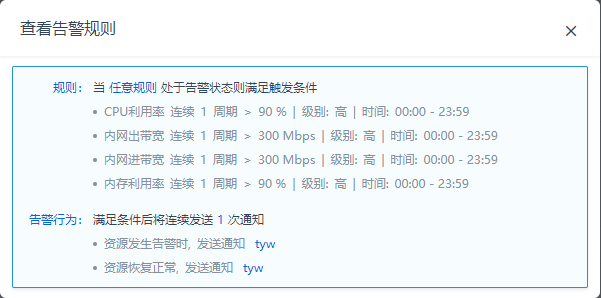 查看告警规则
×
规则： 当 任意规则 处于告警状态则满足触发条件
• CPU利用率 连续 1 周期 > 90 % | 级别: 高 | 时间: 00:00 - 23:59
• 内网出带宽 连续 1 周期 > 300 Mbps | 级别: 高 | 时间: 00:00 - 23:59
• 内网进带宽 连续 1 周期 > 300 Mbps | 级别: 高 | 时间: 00:00 - 23:59
• 内存利用率 连续 1 周期 > 90 % | 级别: 高 | 时间: 00:00 - 23:59
告警行为： 满足条件后将连续发送 1 次通知
• 资源发生告警时, 发送通知 tyw
• 资源恢复正常, 发送通知 tyw